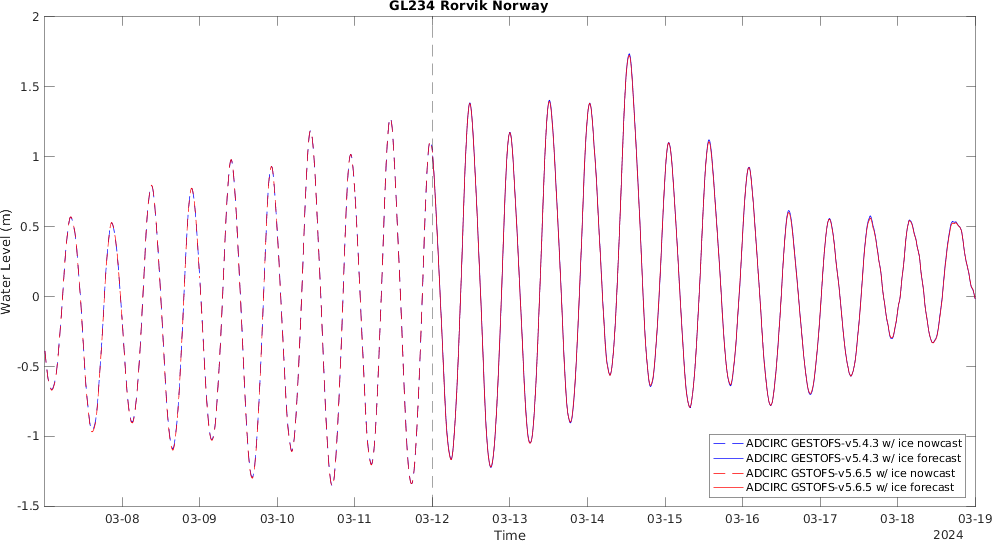 GL234 Rorvik Norway
2
1.5
1
0.5
0
-0.5
-1
-1.5
Water Level (m)
03-08 03-09 03-10 03-11 03-12 03-13 03-14 03-15 03-16 03-17 03-18 03-19
Time
2024
ADCIRC GESTOFS-v5.4.3 w/ ice nowcast
ADCIRC GESTOFS-v5.4.3 w/ ice forecast
ADCIRC GSTOFS-v5.6.5 w/ ice nowcast
ADCIRC GSTOFS-v5.6.5 w/ ice forecast